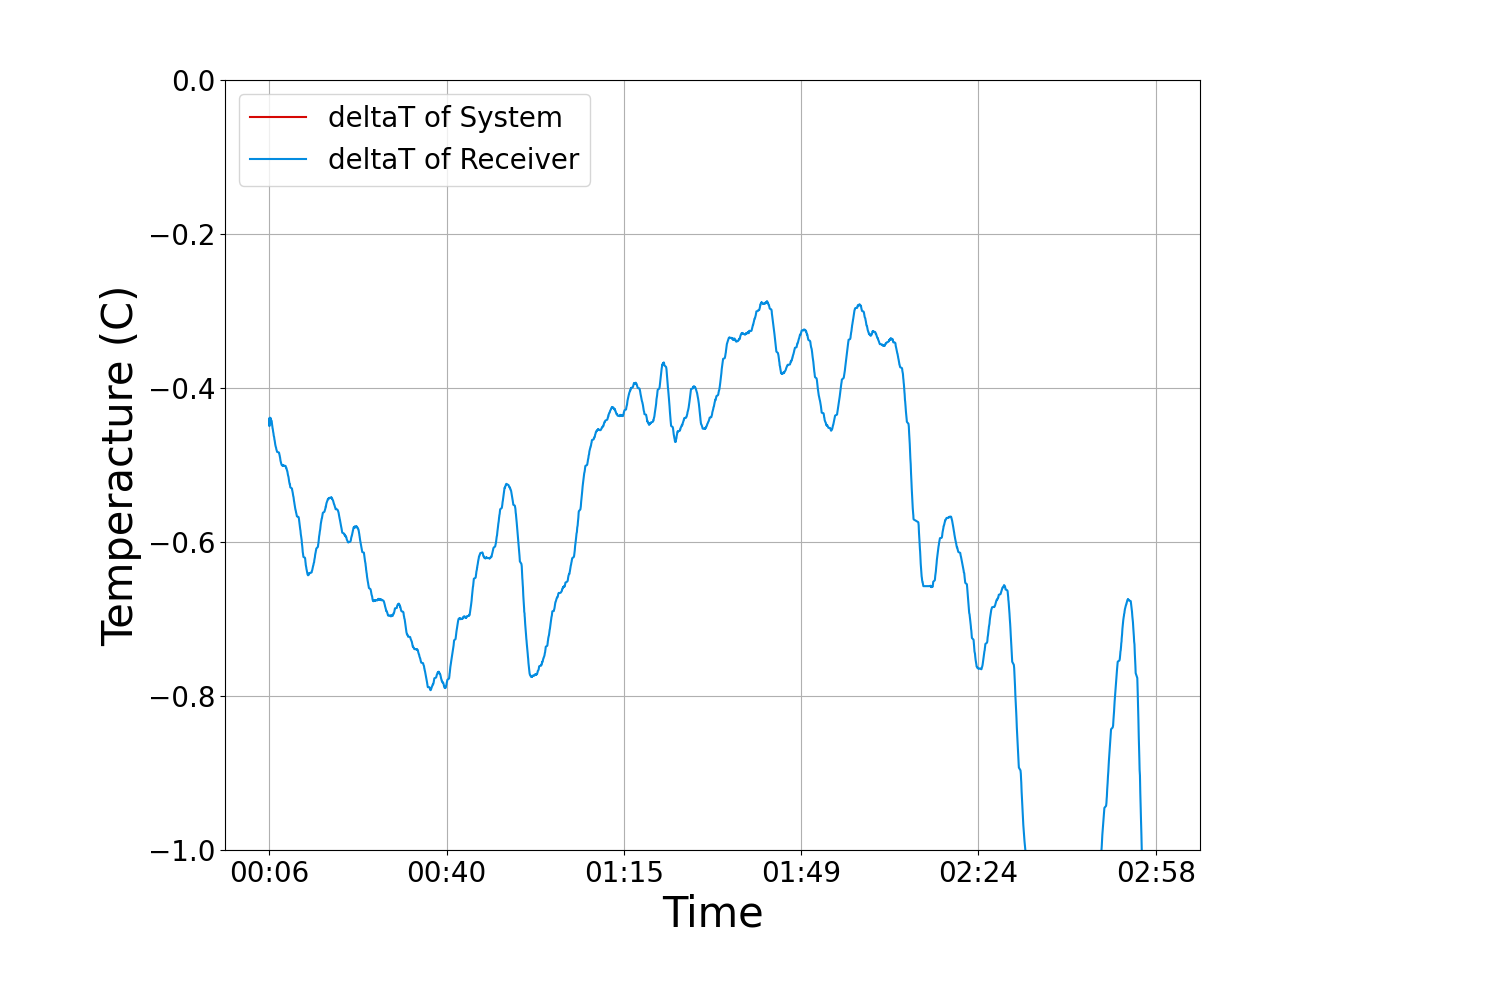 0.0
deltaT of System
deltaT of Receiver
−0.2
−0.4
−0.6
−0.8
−1.0
Temperacture (C)
00:06 00:40 01:15 01:49 02:24 02:58
Time